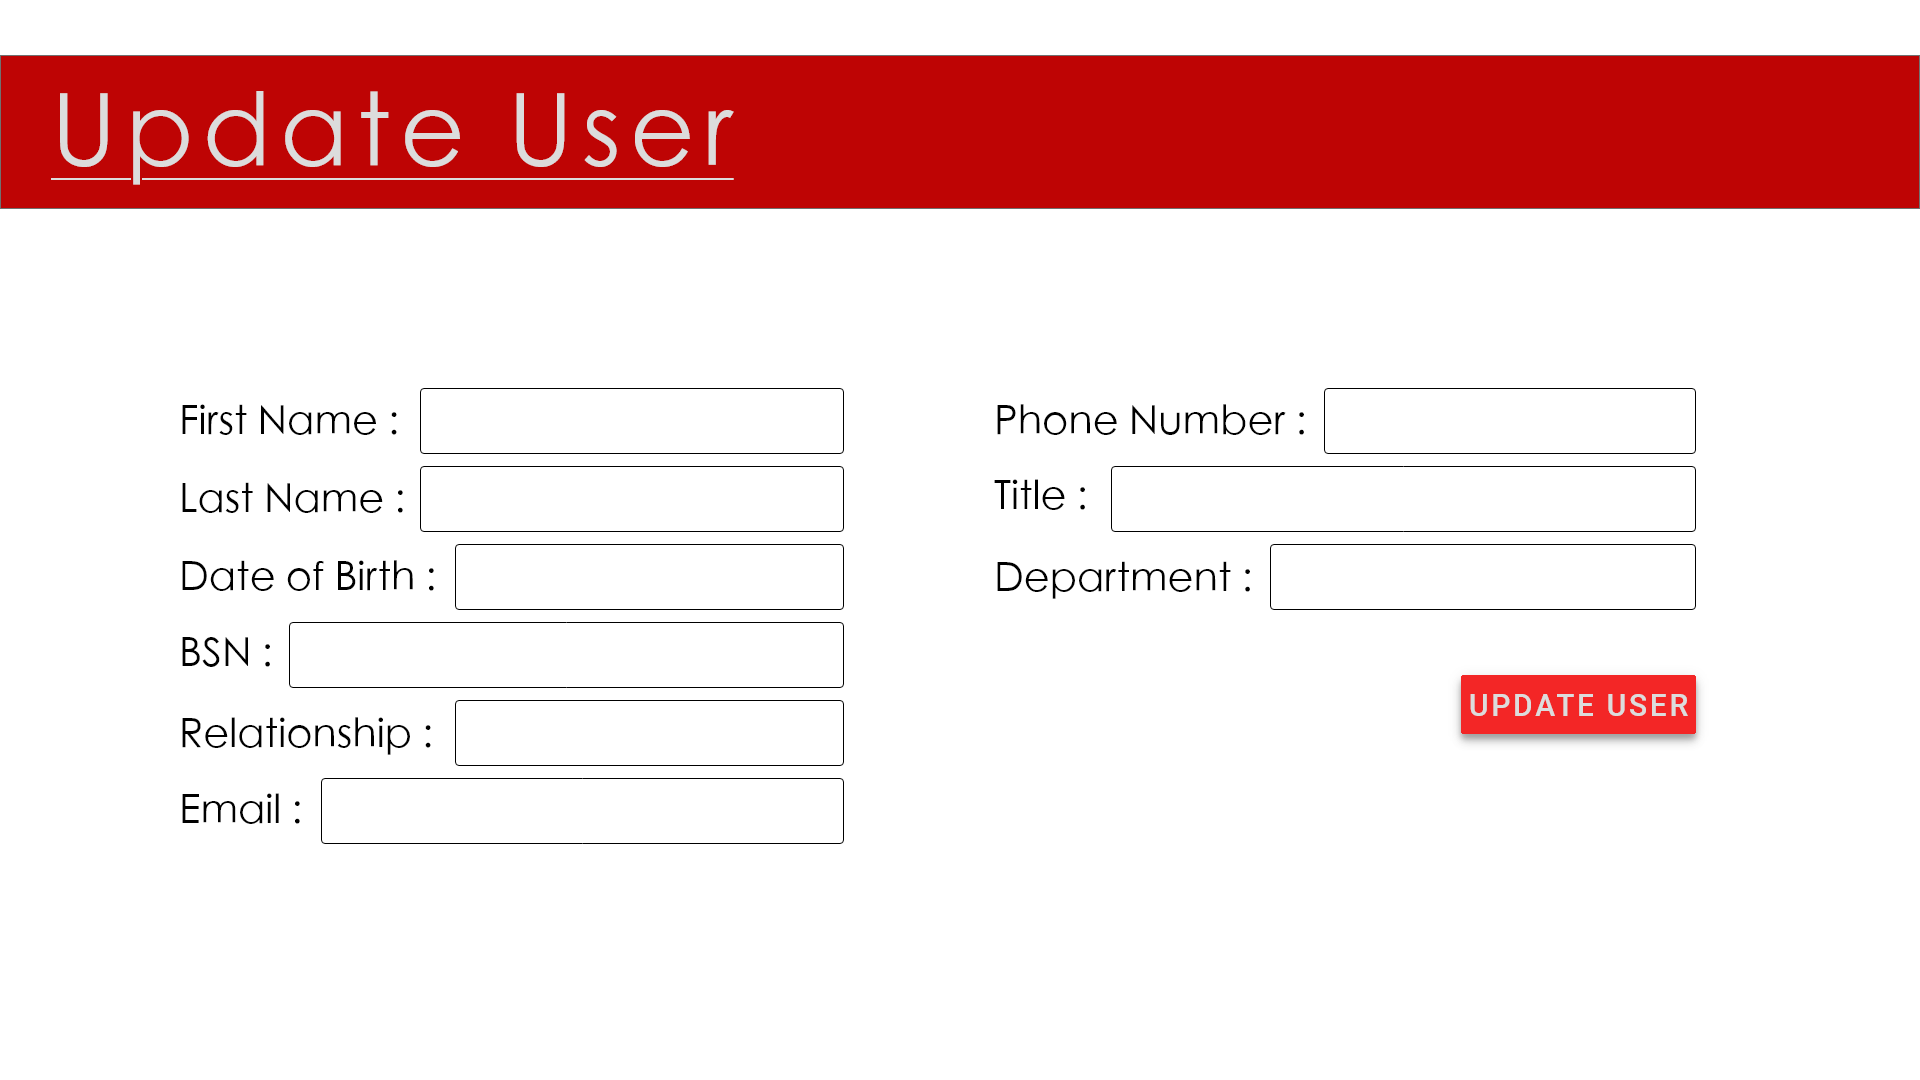 Update User
First Name :
Last Name :
Date of Birth :
BSN :
Relationship :
Email :
Phone Number :
Title :
Department :
UPDATE USER